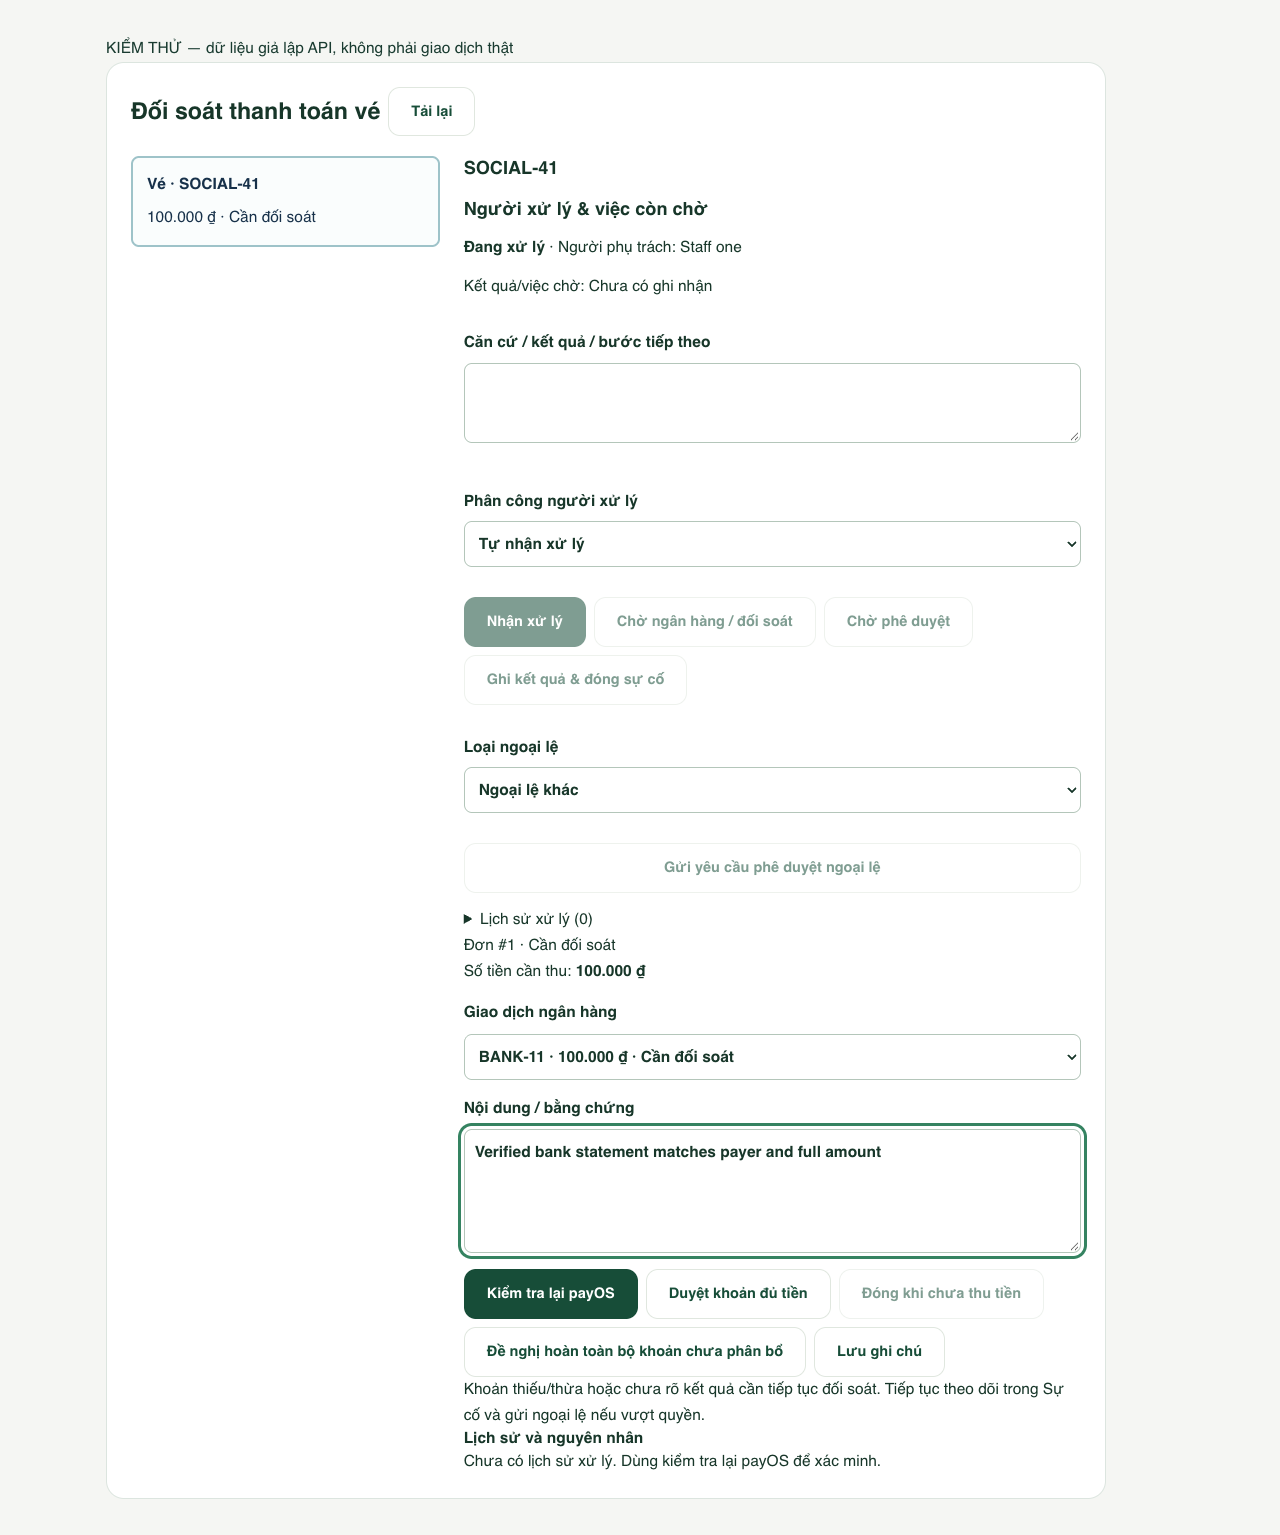 KIỂM THỬ — dữ liệu giả lập API, không phải giao dịch thật
Đối soát thanh toán vé
Tải lại
Vé · SOCIAL-41
100.000 ₫ · Cần đối soát
SOCIAL-41
Người xử lý & việc còn chờ
Đang xử lý · Người phụ trách: Staff one
Kết quả/việc chờ: Chưa có ghi nhận
Căn cứ / kết quả / bước tiếp theo
Phân công người xử lý
Tự nhận xử lý
Nhận xử lý
Chờ ngân hàng / đối soát
Chờ phê duyệt
Ghi kết quả & đóng sự cố
Loại ngoại lệ
Ngoại lệ khác
Gửi yêu cầu phê duyệt ngoại lệ
Lịch sử xử lý (0)
Đơn #1 · Cần đối soát
Số tiền cần thu: 100.000 ₫
Giao dịch ngân hàng
BANK-11 · 100.000 ₫ · Cần đối soát
Nội dung / bằng chứng
Verified bank statement matches payer and full amount
Kiểm tra lại payOS
Duyệt khoản đủ tiền
Đóng khi chưa thu tiền
Đề nghị hoàn toàn bộ khoản chưa phân bổ
Lưu ghi chú
Khoản thiếu/thừa hoặc chưa rõ kết quả cần tiếp tục đối soát. Tiếp tục theo dõi trong Sự
cố và gửi ngoại lệ nếu vượt quyền.
Lịch sử và nguyên nhân
Chưa có lịch sử xử lý. Dùng kiểm tra lại payOS để xác minh.